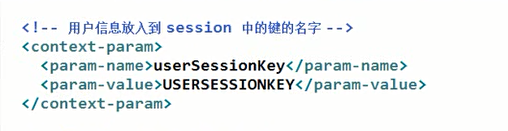 <!-- 用户信息放入到 session 中的键的名字 -->
<context-param>
  <param-name>userSessionKey</param-name>
  <param-value>USERSESSIONKEY</param-value>
</context-param>